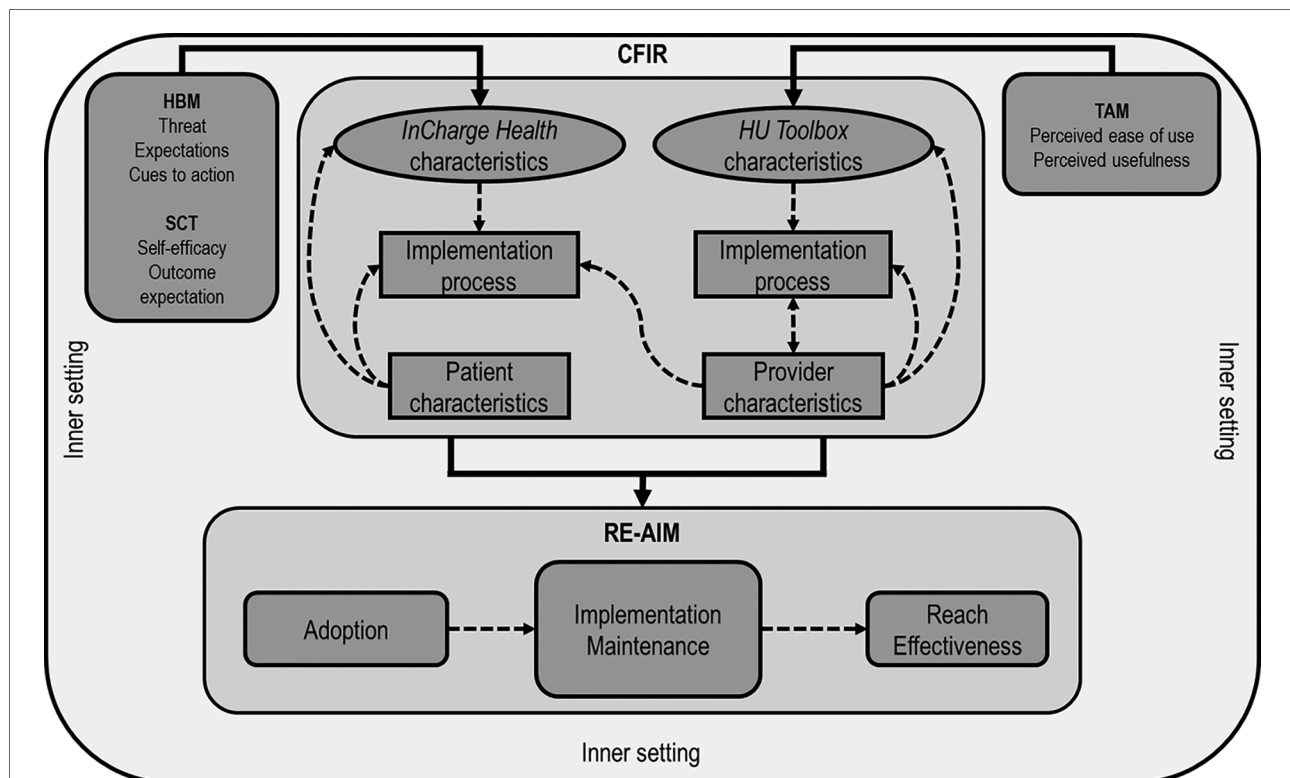 CFIR
HBM
Threat
Expectations
Cues to action
SCT
Self-efficacy
Outcome
expectation
InCharge Health
characteristics
HU Toolbox
characteristics
TAM
Perceived ease of use
Perceived usefulness
Implementation
process
Implementation
process
Patient
characteristics
Provider
characteristics
Inner setting
Inner setting
RE-AIM
Adoption
Implementation
Maintenance
Reach
Effectiveness
Inner setting